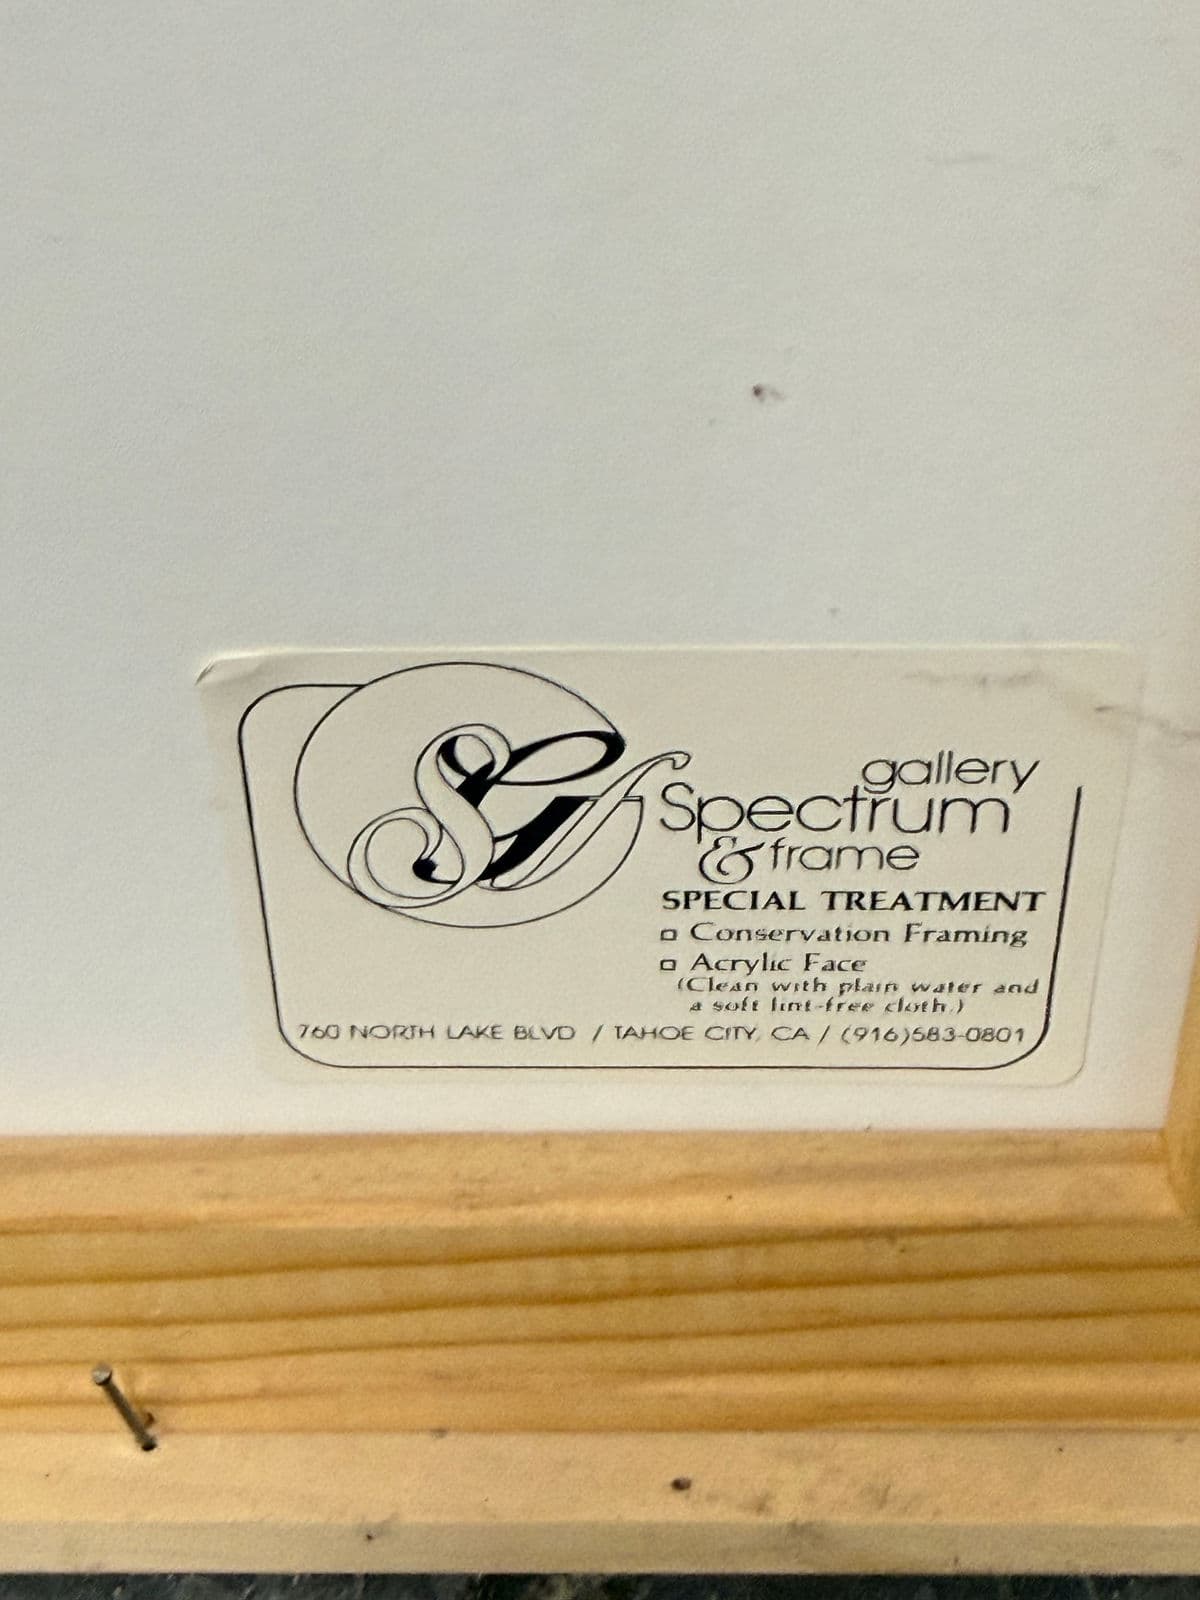 SGf
gallery
Spectrum
& frame
SPECIAL TREATMENT
□ Conservation Framing
□ Acrylic Face
(Clean with plain water and
a soft lint-free cloth.)
760 NORTH LAKE BLVD / TAHOE CITY, CA / (916)583-0801